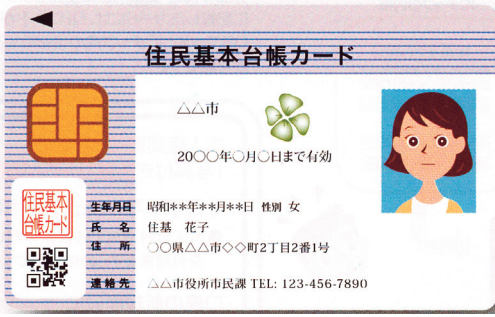 住民基本台帳カード
△△市
20○○年○月○日まで有効
住民基本
台帳カード
生年月日 昭和**年**月**日 性別 女
氏 名 住基 花子
住 所 ○○県△△市◇◇町2丁目2番1号
連絡先 △△市役所市民課 TEL: 123-456-7890